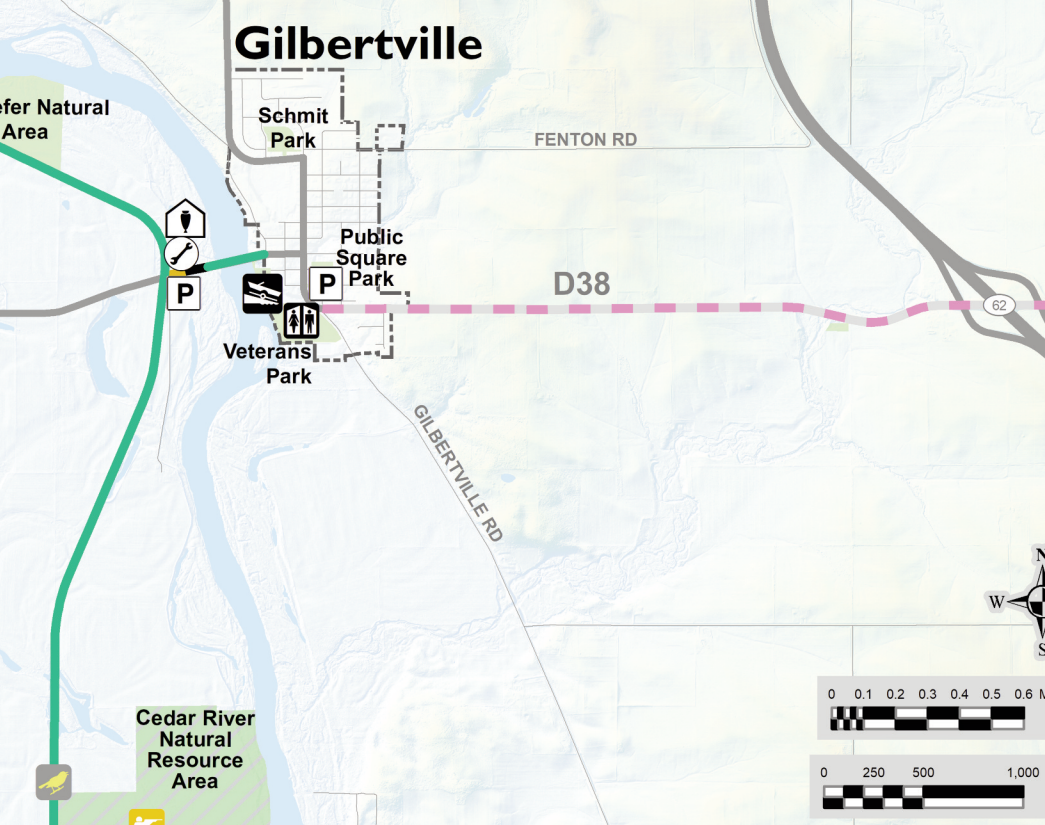 Gilbertville
efer Natural
Area
Schmit
Park
FENTON RD
Public
Square
Park
P
P
D38
62
Veterans
Park
GILBERTVILLE RD
N
W
S
0 0.1 0.2 0.3 0.4 0.5 0.6 M
Cedar River
Natural
Resource
Area
0 250 500 1,000